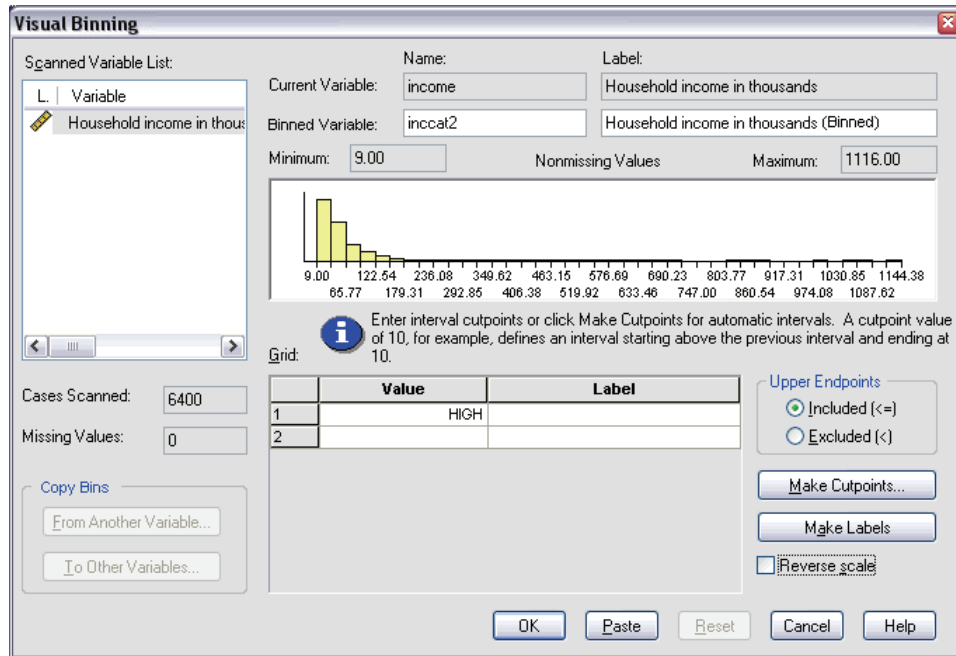 Visual Binning
Scanned Variable List:
L. Variable
Household income in thous
Cases Scanned: 6400
Missing Values: 0
Copy Bins
From Another Variable...
To Other Variables...
Name: Label:
Current Variable: income Household income in thousands
Binned Variable: inccat2 Household income in thousands (Binned)
Minimum: 9.00 Nonmissing Values Maximum: 1116.00
9.00 122.54 236.08 349.62 463.15 576.69 690.23 803.77 917.31 1030.85 1144.38
65.77 179.31 292.85 406.38 519.92 633.46 747.00 860.54 974.08 1087.62
Enter interval cutpoints or click Make Cutpoints for automatic intervals. A cutpoint value
of 10, for example, defines an interval starting above the previous interval and ending at
10.
Grid:
Value Label
1 HIGH
2
Upper Endpoints
Included (<=)
Excluded (<)
Make Cutpoints...
Make Labels
Reverse scale
OK Paste Reset Cancel Help